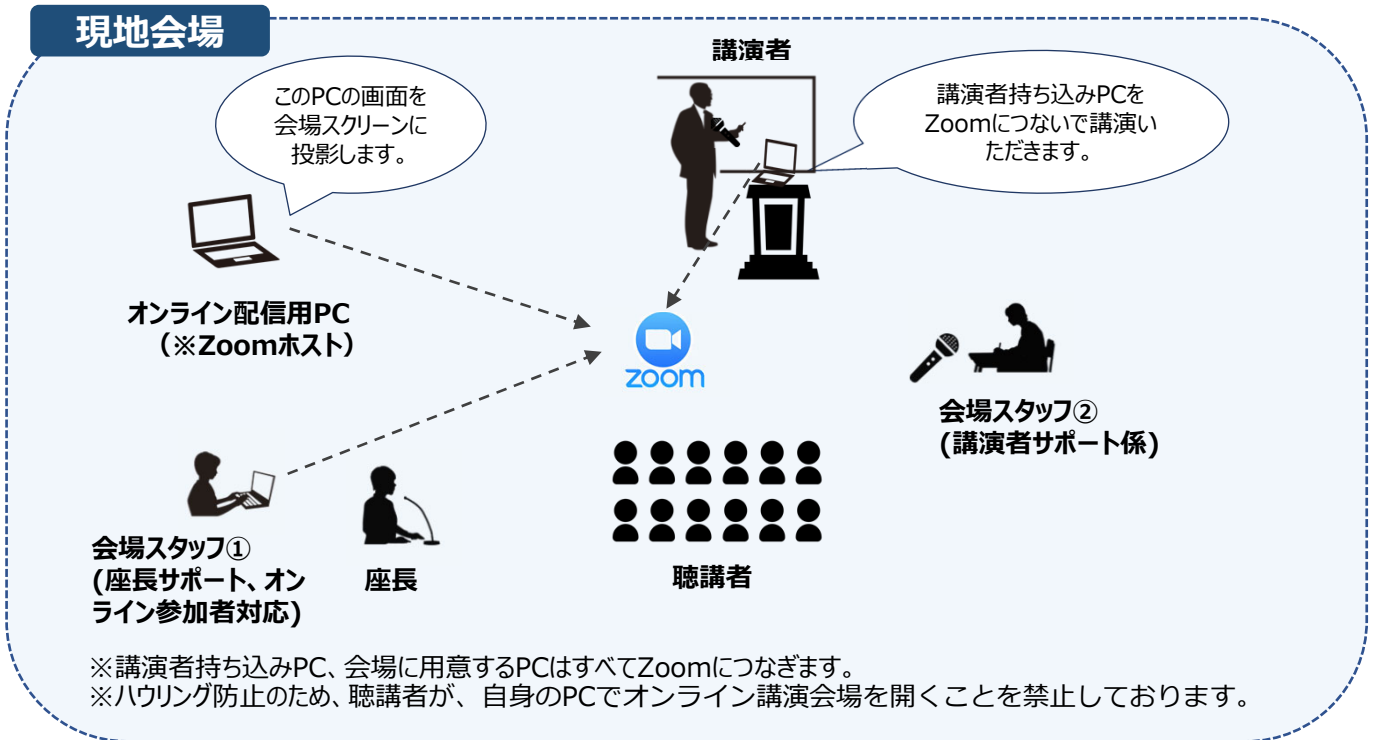 現地会場
講演者
このPCの画面を
会場スクリーンに
投影します。
講演者持ち込みPCを
Zoomにつないで講演い
ただきます。
オンライン配信用PC
（※Zoomホスト）
zoom
会場スタッフ②
(講演者サポート係)
会場スタッフ①
(座長サポート、オン
ライン参加者対応)
座長
聴講者
※講演者持ち込みPC、会場に用意するPCはすべてZoomにつなぎます。
※ハウリング防止のため、聴講者が、自身のPCでオンライン講演会場を開くことを禁止しております。